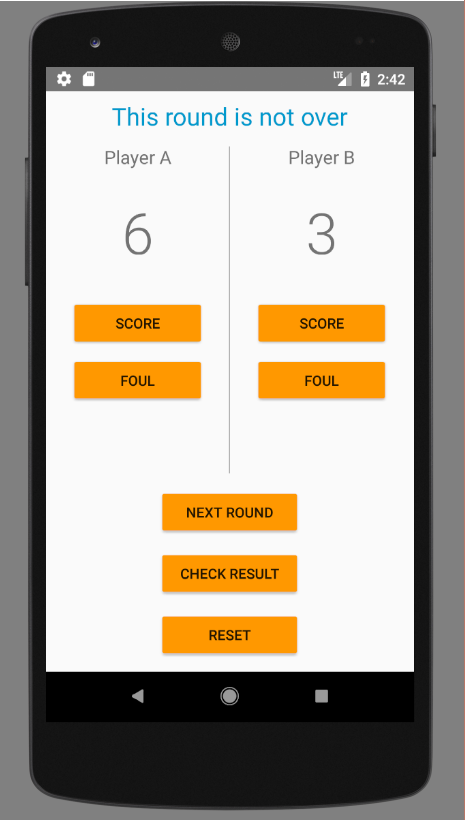 LTE 2:42
This round is not over
Player A Player B
6 3
SCORE SCORE
FOUL FOUL
NEXT ROUND
CHECK RESULT
RESET